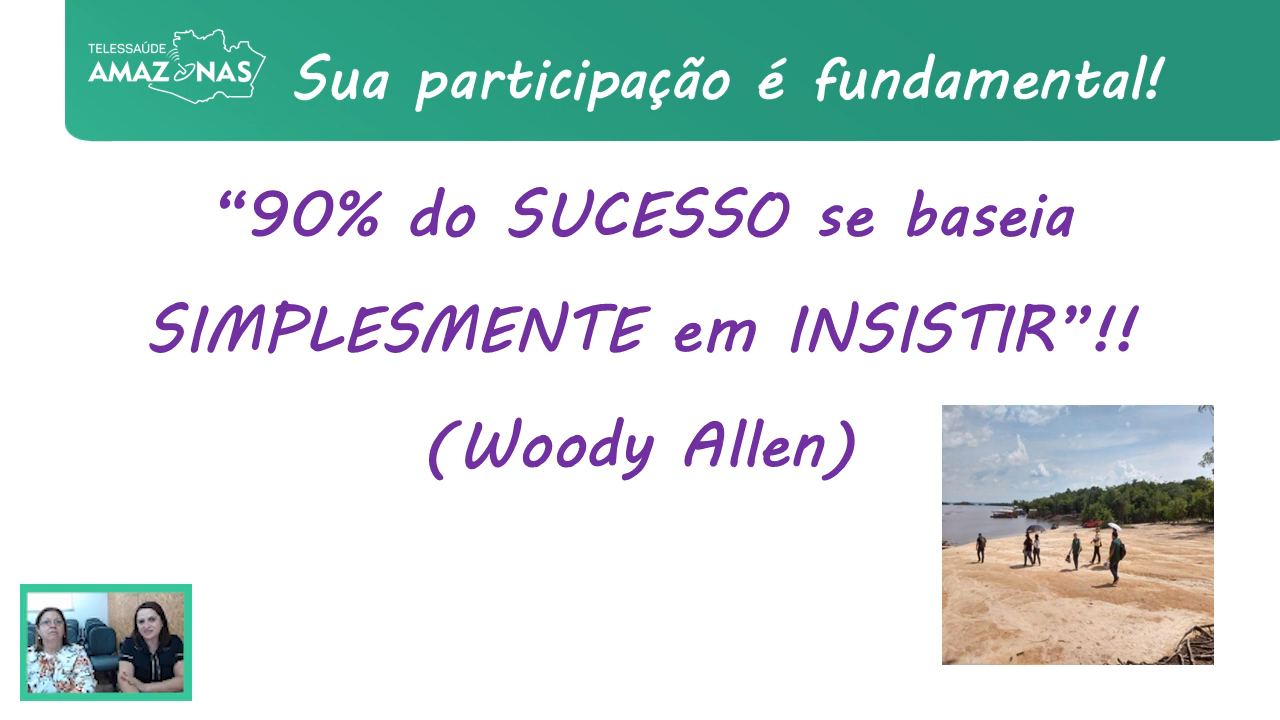 TELESSAÚDE
AMAZONAS
Sua participação é fundamental!
“90% do SUCESSO se baseia
SIMPLESMENTE em INSISTIR”!!
(Woody Allen)